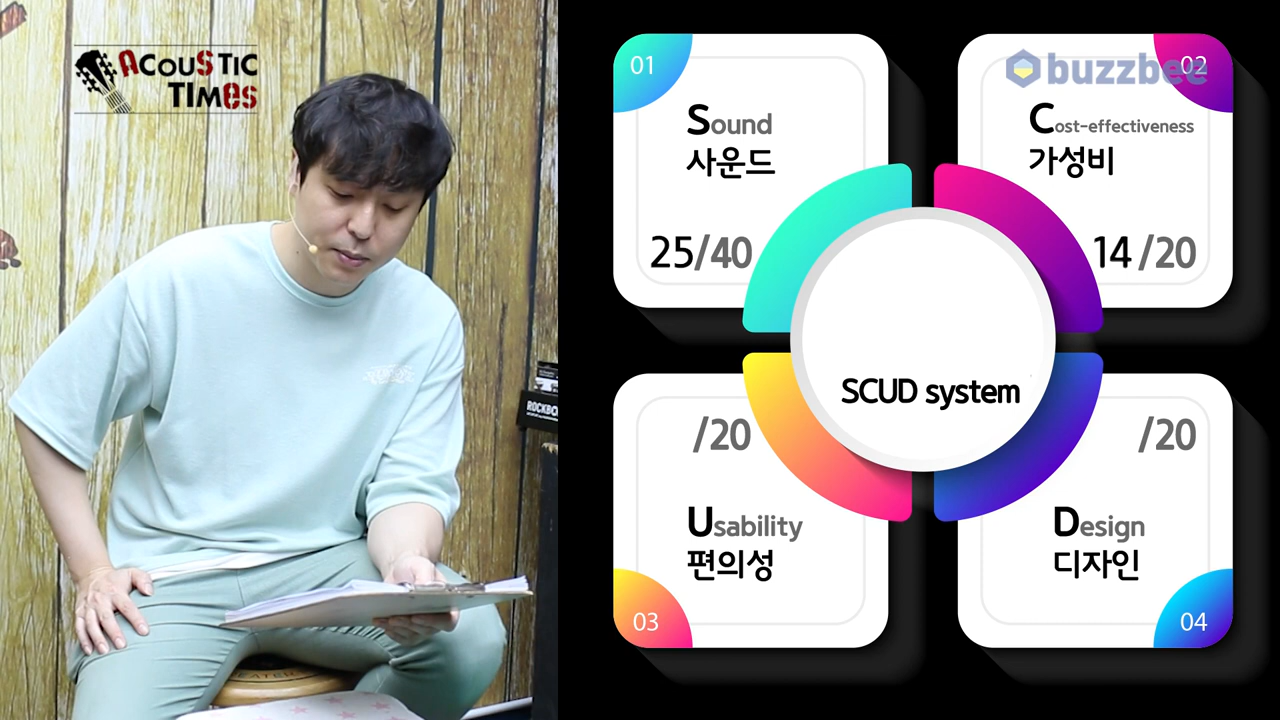 ACOUSTIC
TIMES
ROCKBO
01
Sound
사운드
25/40
buzzbee
02
Cost-effectiveness
가성비
14/20
SCUD system
/20
Usability
편의성
03
/20
Design
디자인
04